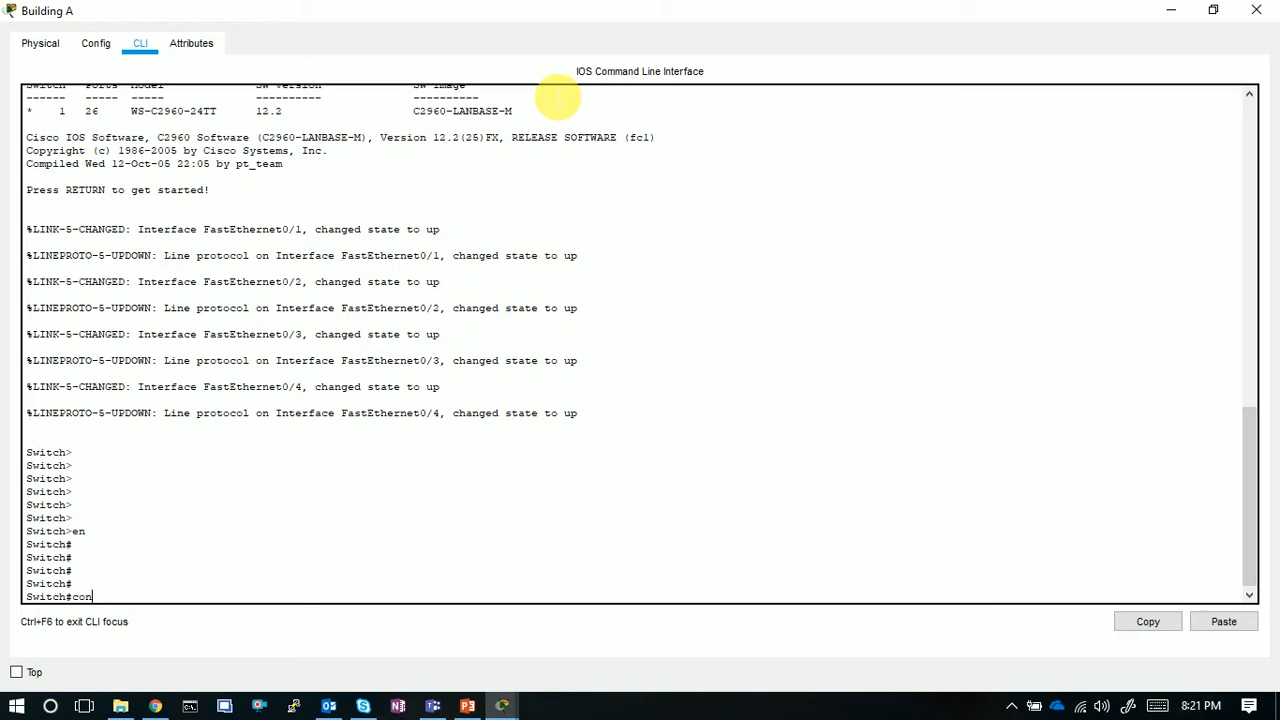 Building A
Physical Config CLI Attributes
IOS Command Line Interface
Switch Ports Model SW Version SW Image
------ ----- ----- ---------- ----------
* 1 26 WS-C2960-24TT 12.2 C2960-LANBASE-M
Cisco IOS Software, C2960 Software (C2960-LANBASE-M), Version 12.2(25)FX, RELEASE SOFTWARE (fc1)
Copyright (c) 1986-2005 by Cisco Systems, Inc.
Compiled Wed 12-Oct-05 22:05 by pt_team
Press RETURN to get started!
%LINK-5-CHANGED: Interface FastEthernet0/1, changed state to up
%LINEPROTO-5-UPDOWN: Line protocol on Interface FastEthernet0/1, changed state to up
%LINK-5-CHANGED: Interface FastEthernet0/2, changed state to up
%LINEPROTO-5-UPDOWN: Line protocol on Interface FastEthernet0/2, changed state to up
%LINK-5-CHANGED: Interface FastEthernet0/3, changed state to up
%LINEPROTO-5-UPDOWN: Line protocol on Interface FastEthernet0/3, changed state to up
%LINK-5-CHANGED: Interface FastEthernet0/4, changed state to up
%LINEPROTO-5-UPDOWN: Line protocol on Interface FastEthernet0/4, changed state to up
Switch>
Switch>
Switch>
Switch>
Switch>
Switch>
Switch>en
Switch#
Switch#
Switch#
Switch#
Switch#con
Ctrl+F6 to exit CLI focus
Copy Paste
Top
8:21 PM